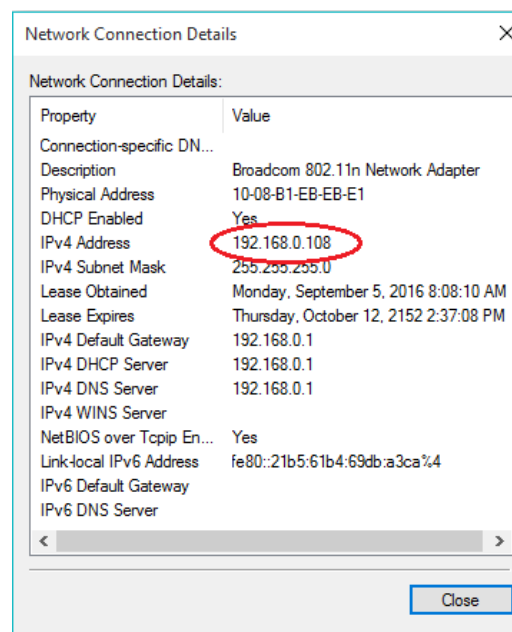 Network Connection Details
Network Connection Details:
Property Value
Connection-specific DN...
Description Broadcom 802.11n Network Adapter
Physical Address 10-08-B1-EB-EB-E1
DHCP Enabled Yes
IPv4 Address 192.168.0.108
IPv4 Subnet Mask 255.255.255.0
Lease Obtained Monday, September 5, 2016 8:08:10 AM
Lease Expires Thursday, October 12, 2152 2:37:08 PM
IPv4 Default Gateway 192.168.0.1
IPv4 DHCP Server 192.168.0.1
IPv4 DNS Server 192.168.0.1
IPv4 WINS Server
NetBIOS over Tcpip En... Yes
Link-local IPv6 Address fe80::21b5:61b4:69db:a3ca%4
IPv6 Default Gateway
IPv6 DNS Server
Close